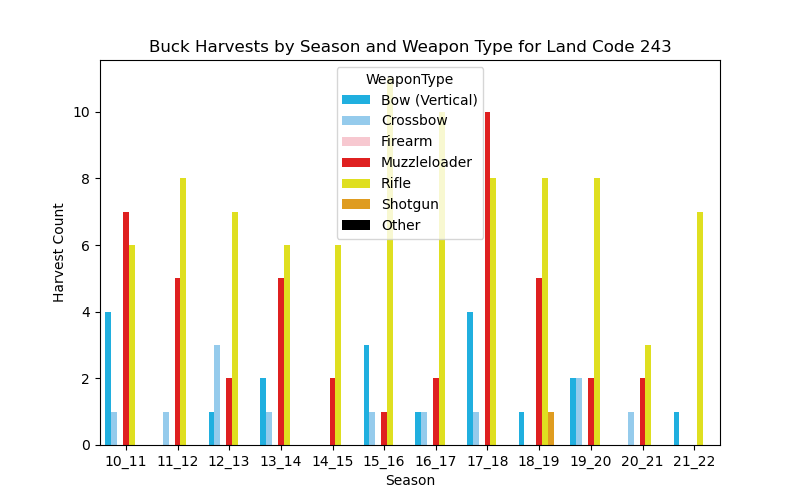 Buck Harvests by Season and Weapon Type for Land Code 243
WeaponType
Bow (Vertical)
Crossbow
Firearm
Muzzleloader
Rifle
Shotgun
Other
Harvest Count
10
8
6
4
2
0
10_11 11_12 12_13 13_14 14_15 15_16 16_17 17_18 18_19 19_20 20_21 21_22
Season